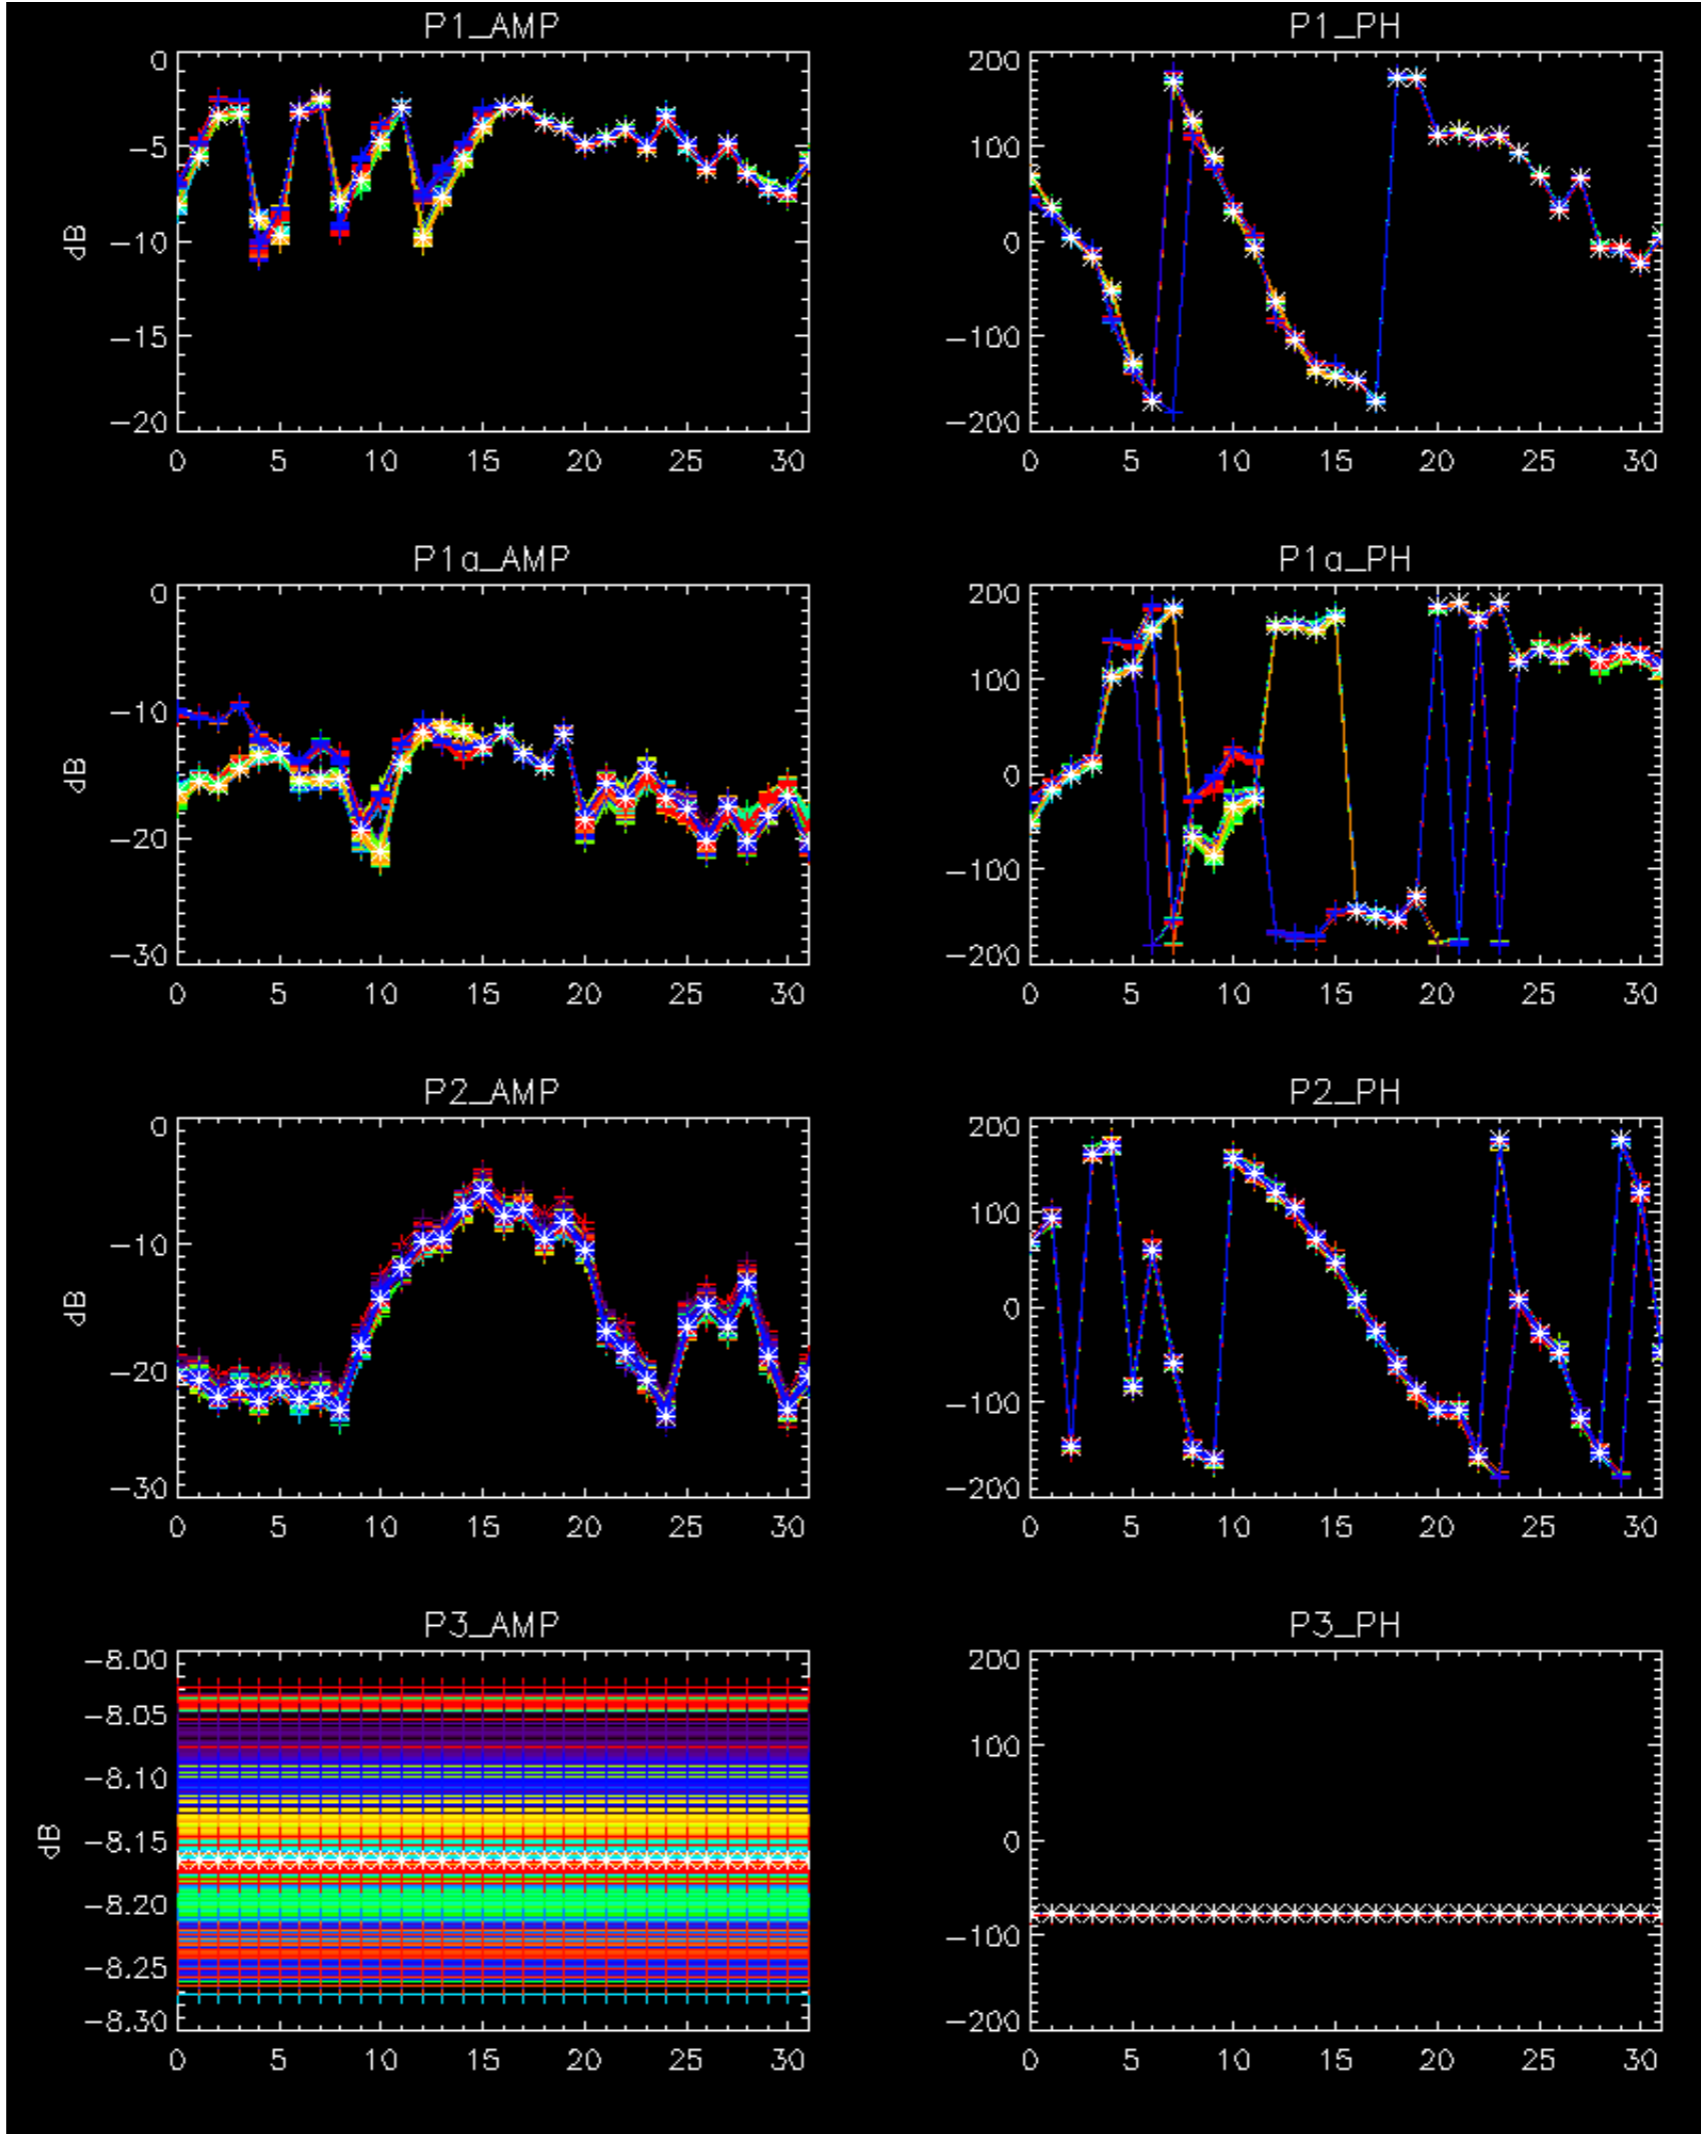 P1_AMP P1_PH
0 200
-5 100
dB -10 0
-15 -100
-20 -200
0 5 10 15 20 25 30 0 5 10 15 20 25 30
P1a_AMP P1a_PH
0 200
-10 100
dB 0
-20 -100
-30 -200
0 5 10 15 20 25 30 0 5 10 15 20 25 30
P2_AMP P2_PH
0 200
-10 100
dB 0
-20 -100
-30 -200
0 5 10 15 20 25 30 0 5 10 15 20 25 30
P3_AMP P3_PH
-8.00 200
-8.05
-8.10 100
dB -8.15 0
-8.20
-8.25 -100
-8.30 -200
0 5 10 15 20 25 30 0 5 10 15 20 25 30